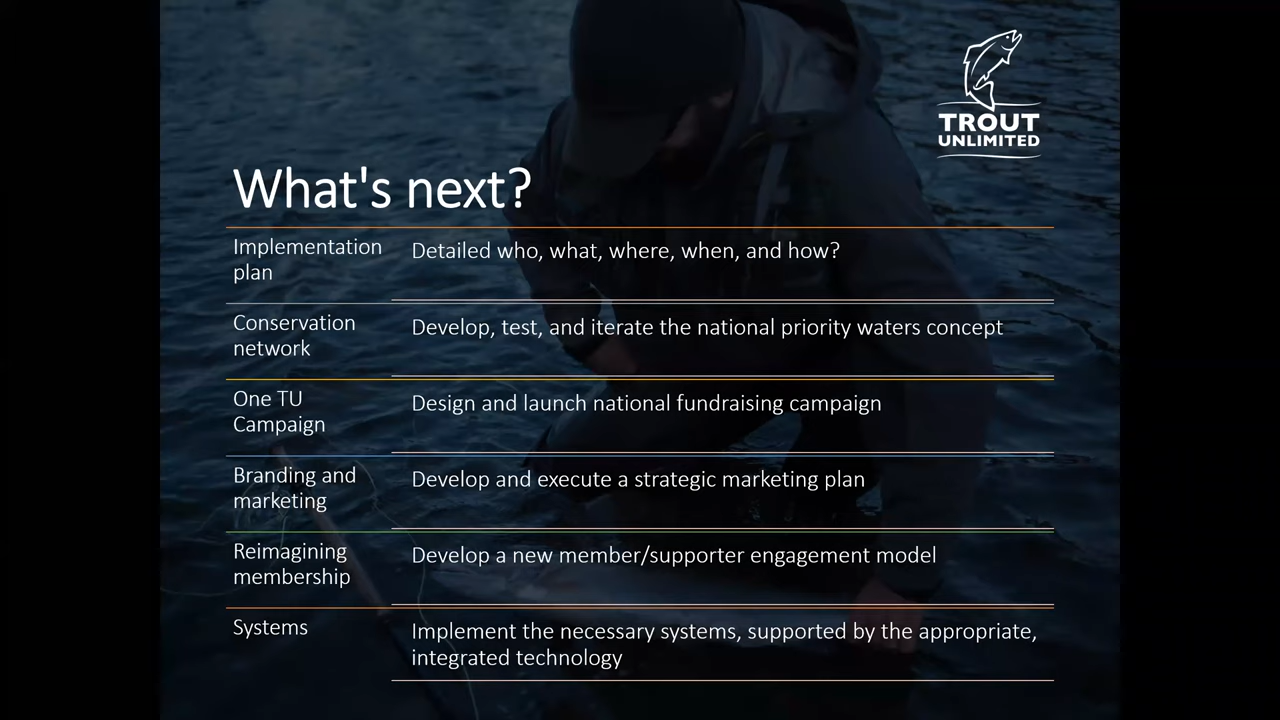 TROUT
UNLIMITED
What's next?
Implementation
plan
Detailed who, what, where, when, and how?
Conservation
network
Develop, test, and iterate the national priority waters concept
One TU
Campaign
Design and launch national fundraising campaign
Branding and
marketing
Develop and execute a strategic marketing plan
Reimagining
membership
Develop a new member/supporter engagement model
Systems
Implement the necessary systems, supported by the appropriate,
integrated technology